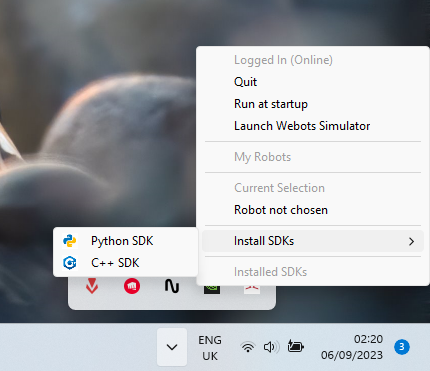 Logged In (Online)
Quit
Run at startup
Launch Webots Simulator
My Robots
Current Selection
Robot not chosen
Install SDKs
Python SDK
C++ SDK
Installed SDKs
ENG
UK
02:20
06/09/2023
3